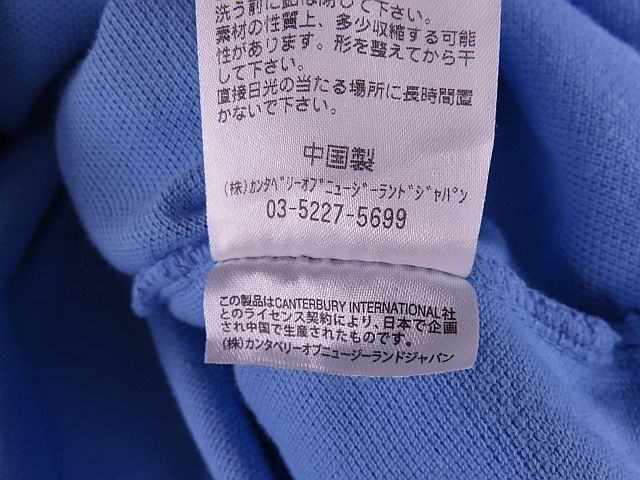 洗う前に釦は閉じて下さい。
素材の性質上、多少収縮する可能
性があります。形を整えてから干
して下さい。
直接日光の当たる場所に長時間置
かないで下さい。
中国製
(株)カンタベリーオブニュージーランドジャパン
03-5227-5699
この製品はCANTERBURY INTERNATIONAL社
とのライセンス契約により、日本で企画
され中国で生産されたものです。
(株)カンタベリーオブニュージーランドジャパン